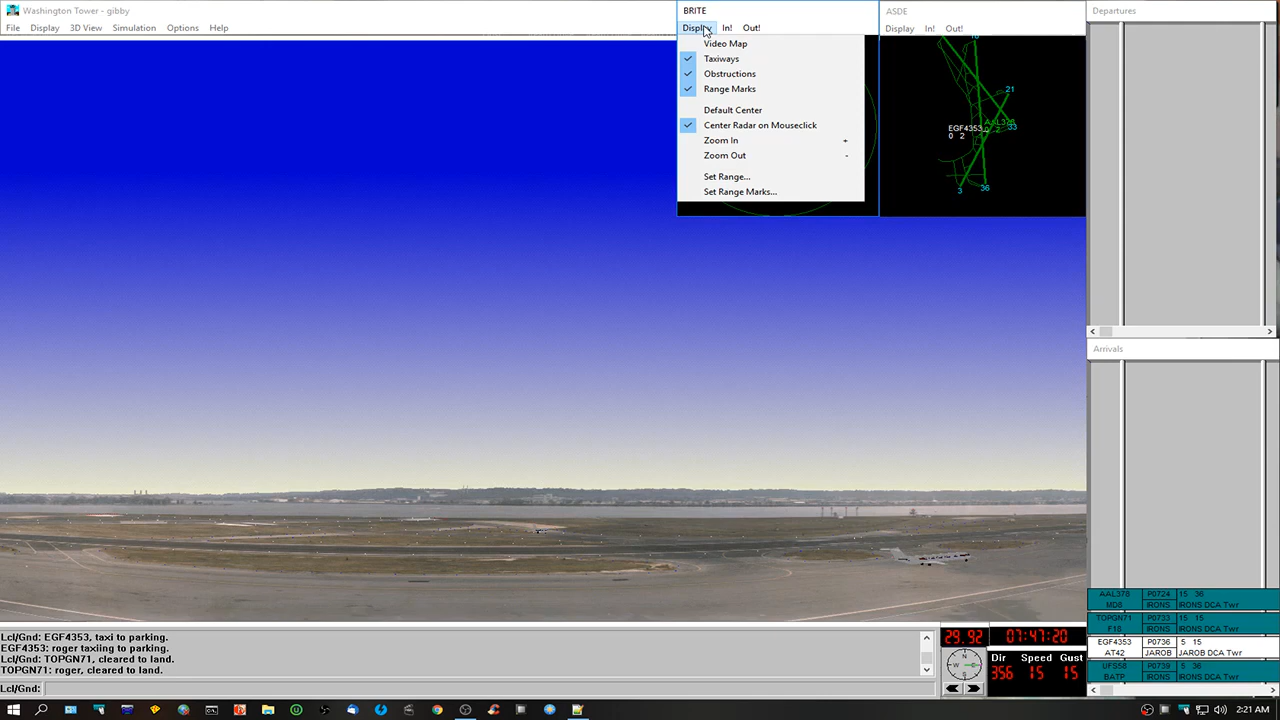 Washington Tower - gibby
File Display 3D View Simulation Options Help
BRITE
Display In! Out!
Video Map
Taxiways
Obstructions
Range Marks
Default Center
Center Radar on Mouseclick
Zoom In +
Zoom Out -
Set Range...
Set Range Marks...
ASDE
Display In! Out!
18
21
AAL378
33
EGF4353
0 2
3
36
Departures
Arrivals
AAL378 P0724 15 36
MD8 IRONS IRONS DCA Twr
TOPGN71 P0733 15 15
F18 IRONS IRONS DCA Twr
EGF4353 P0736 5 15
AT42 JAROB JAROB DCA Twr
UFS58 P0739 5 36
BATP IRONS IRONS DCA Twr
Lcl/Gnd: EGF4353, taxi to parking.
EGF4353: roger taxiing to parking.
Lcl/Gnd: TOPGN71, cleared to land.
TOPGN71: roger, cleared to land.
Lcl/Gnd:
29.92 07:47:20
N
W E
S
Dir Speed Gust
356 15 15
2:21 AM